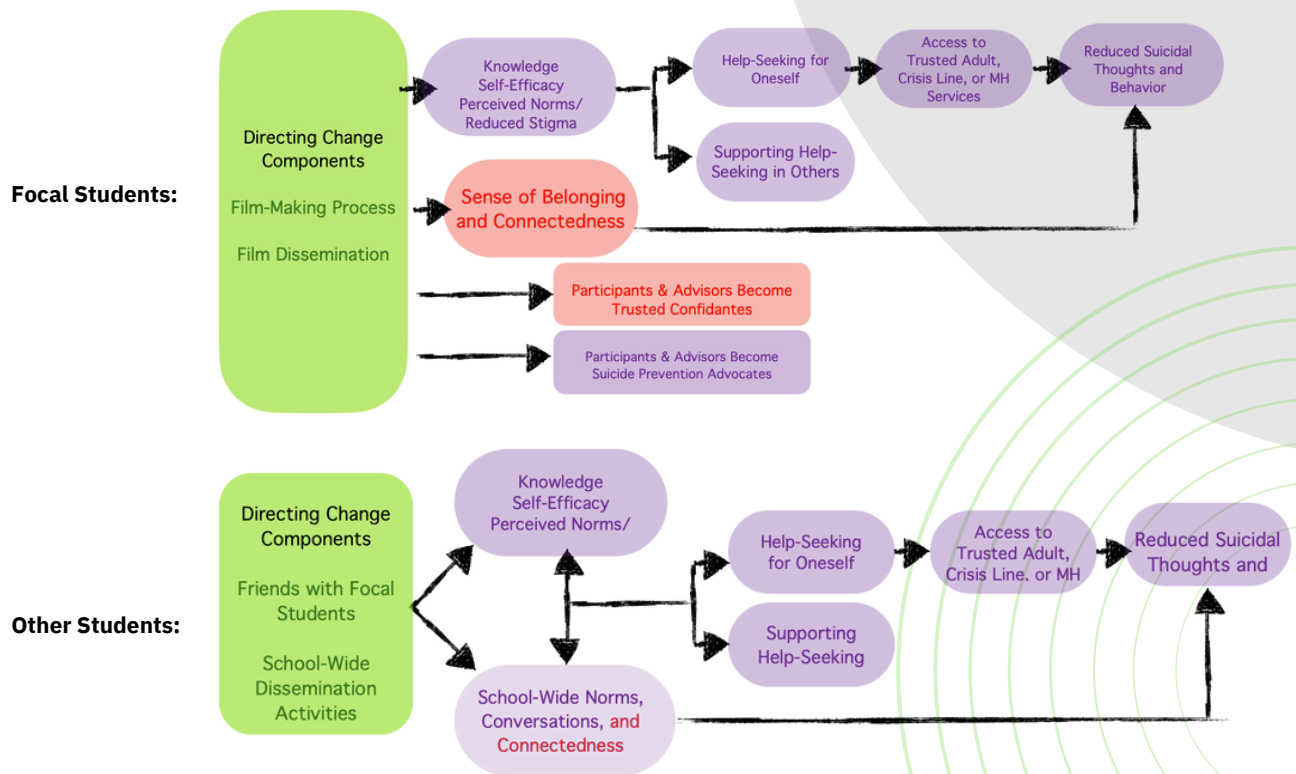 Focal Students:
Directing Change
Components
Film-Making Process
Film Dissemination
Knowledge
Self-Efficacy
Perceived Norms/
Reduced Stigma
Help-Seeking for
Oneself
Access to
Trusted Adult,
Crisis Line, or MH
Services
Reduced Suicidal
Thoughts and
Behavior
Supporting Help-
Seeking in Others
Sense of Belonging
and Connectedness
Participants & Advisors Become
Trusted Confidantes
Participants & Advisors Become
Suicide Prevention Advocates
Other Students:
Directing Change
Components
Friends with Focal
Students
School-Wide
Dissemination
Activities
Knowledge
Self-Efficacy
Perceived Norms/
School-Wide Norms,
Conversations, and
Connectedness
Help-Seeking
for Oneself
Supporting
Help-Seeking
Access to
Trusted Adult,
Crisis Line. or MH
Reduced Suicidal
Thoughts and